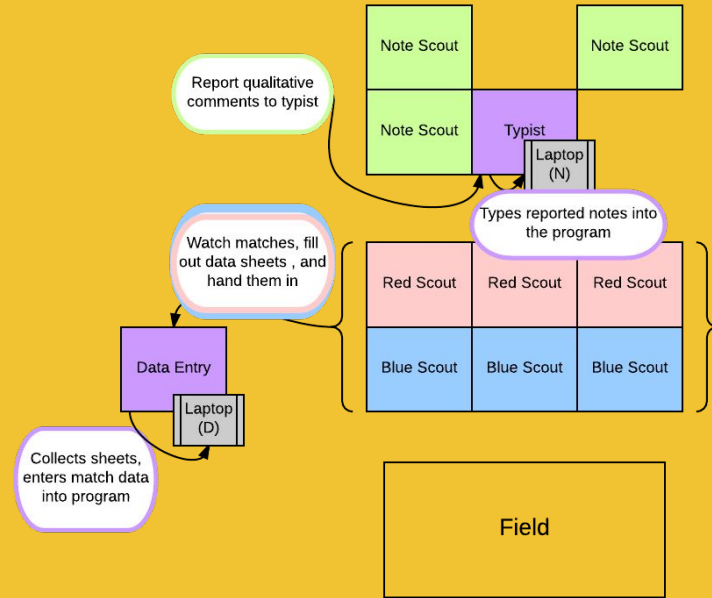 Note Scout
Note Scout
Report qualitative
comments to typist
Note Scout
Typist
Laptop
(N)
Types reported notes into
the program
Watch matches, fill
out data sheets , and
hand them in
Red Scout
Red Scout
Red Scout
Blue Scout
Blue Scout
Blue Scout
Data Entry
Laptop
(D)
Collects sheets,
enters match data
into program
Field